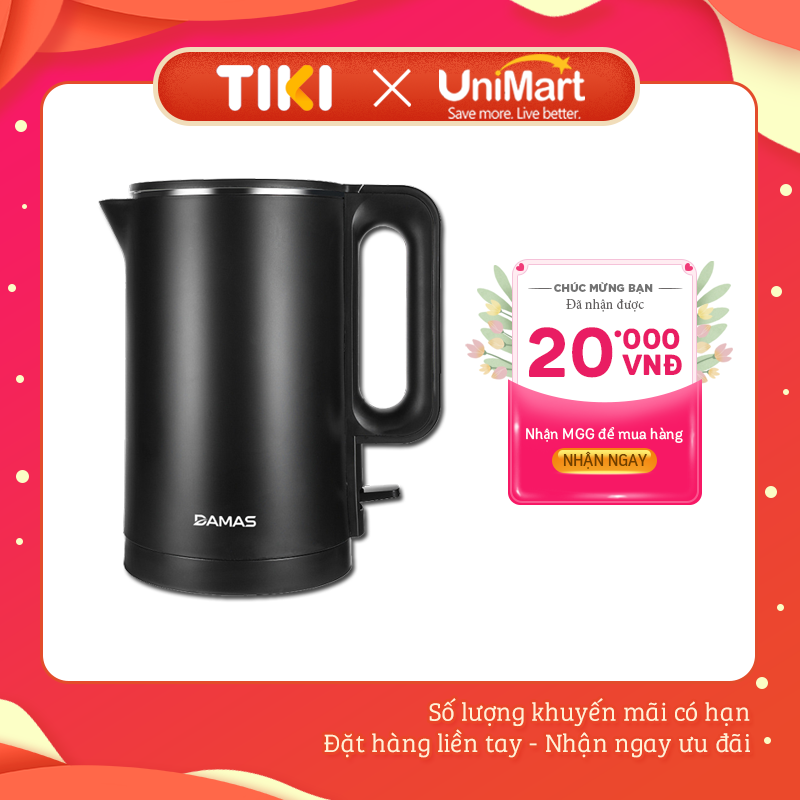 TIKI × UniMart
Save more. Live better.
CHÚC MỪNG BẠN
Đã nhận được
20.000
VNĐ
Nhận MGG để mua hàng
NHẬN NGAY
DAMAS
Số lượng khuyến mãi có hạn
Đặt hàng liền tay - Nhận ngay ưu đãi